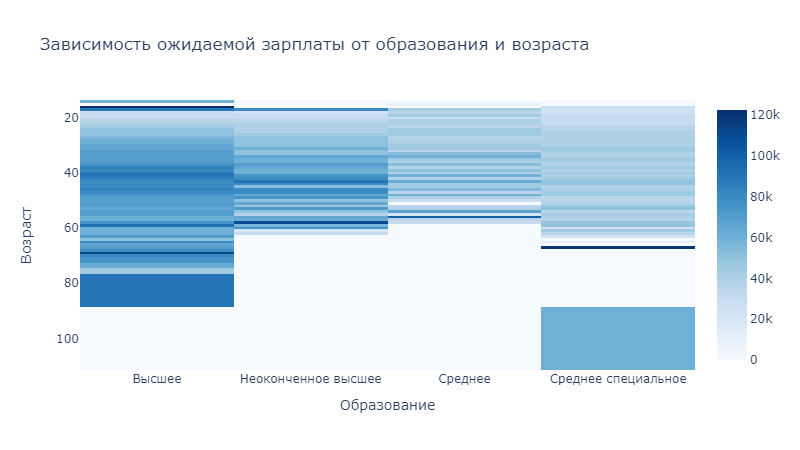 Зависимость ожидаемой зарплаты от образования и возраста
20
40
60
80
100
Возраст
Высшее
Неоконченное высшее
Среднее
Среднее специальное
Образование
120k
100k
80k
60k
40k
20k
0